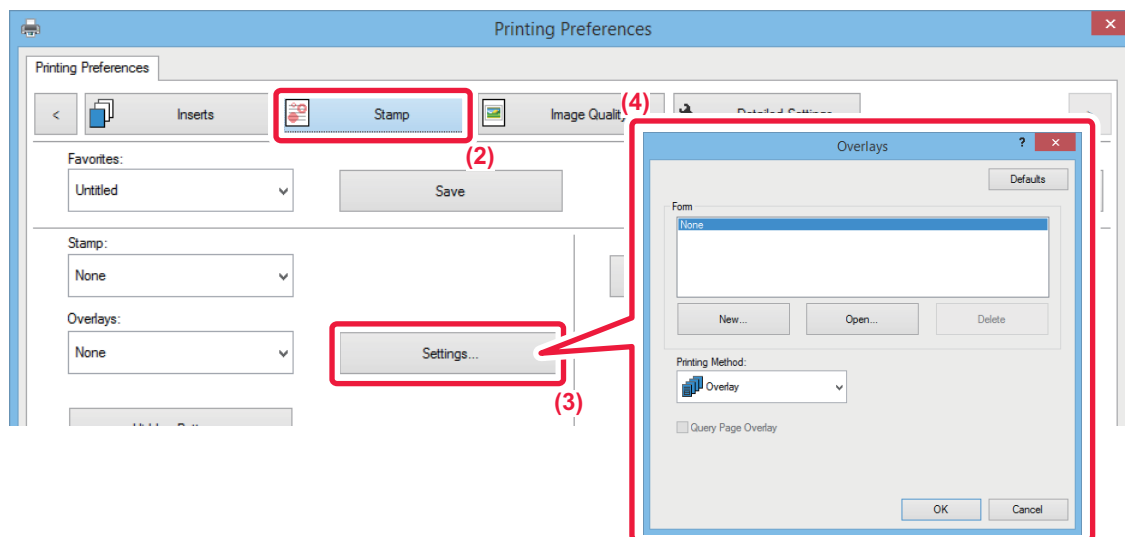 Printing Preferences
Printing Preferences
< Inserts Stamp Image Quality
(4)
(2)
Favorites:
Untitled Save
Stamp:
None
Overlays:
None Settings...
(3)
Overlays ? ×
Defaults
Form
None
New... Open... Delete
Printing Method:
Overlay
Query Page Overlay
OK Cancel